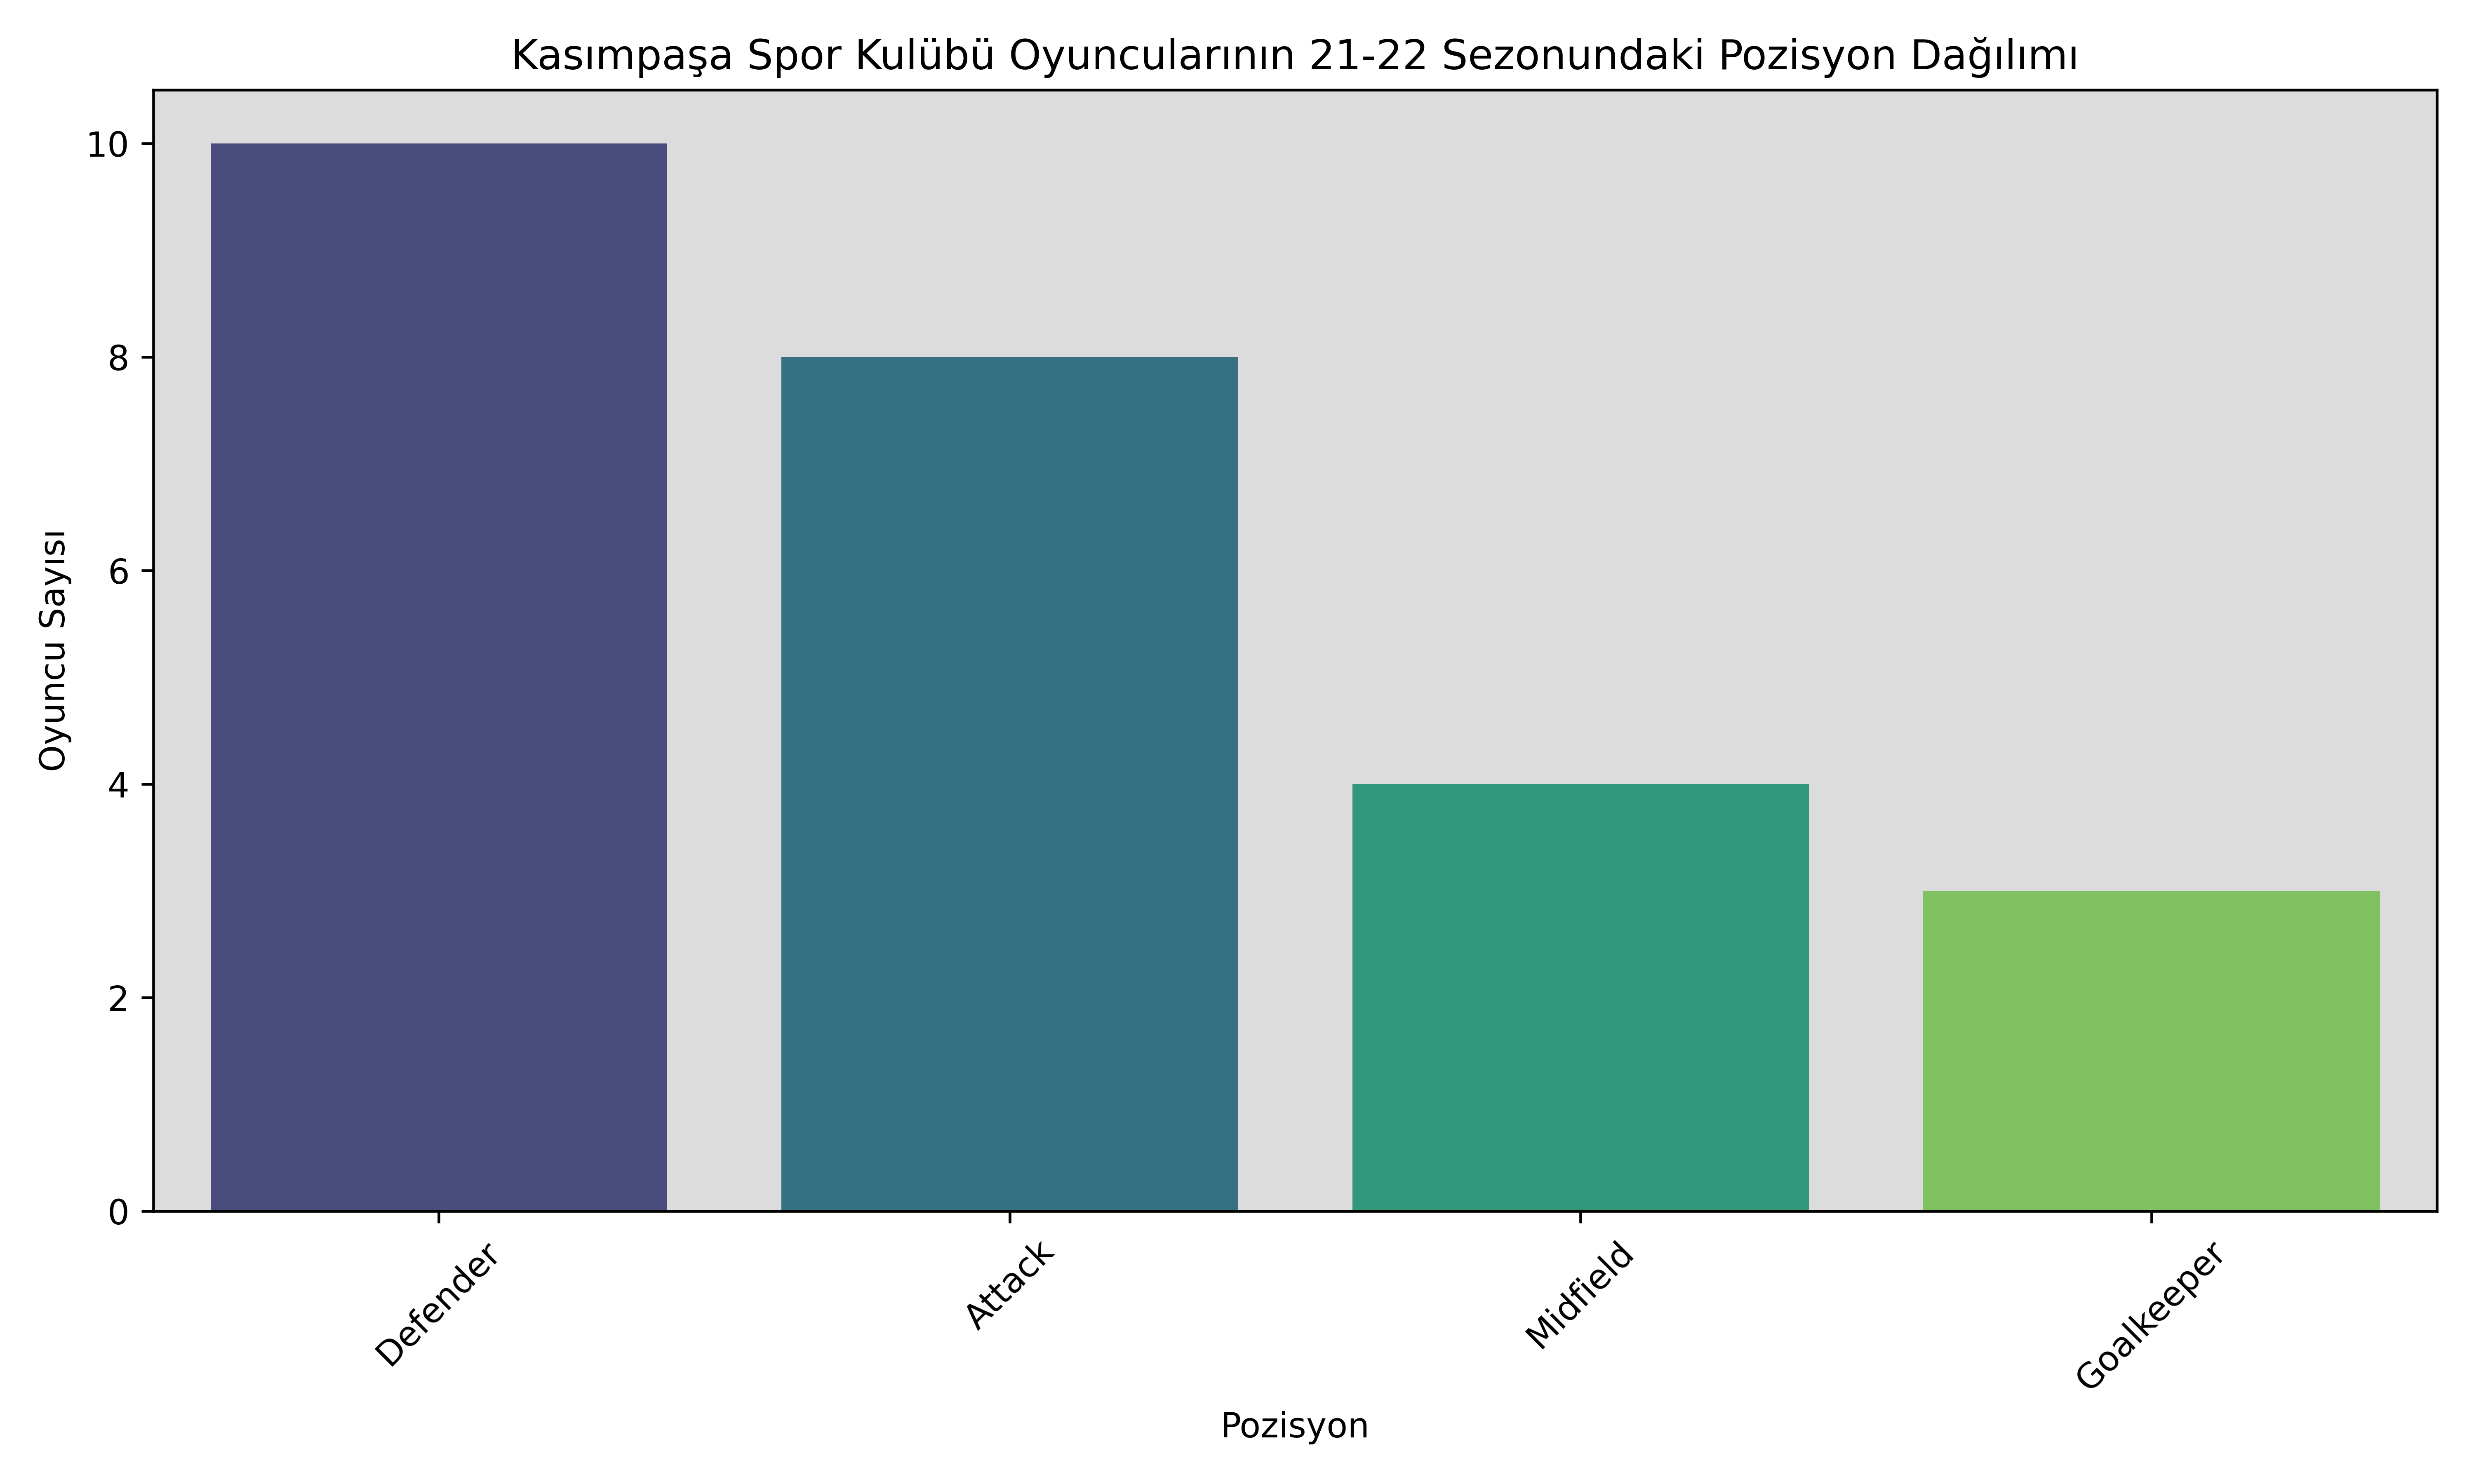 Kasımpaşa Spor Kulübü Oyuncularının 21-22 Sezonundaki Pozisyon Dağılımı
10
8
6
4
2
0
Oyuncu Sayısı
Defender
Attack
Midfield
Goalkeeper
Pozisyon